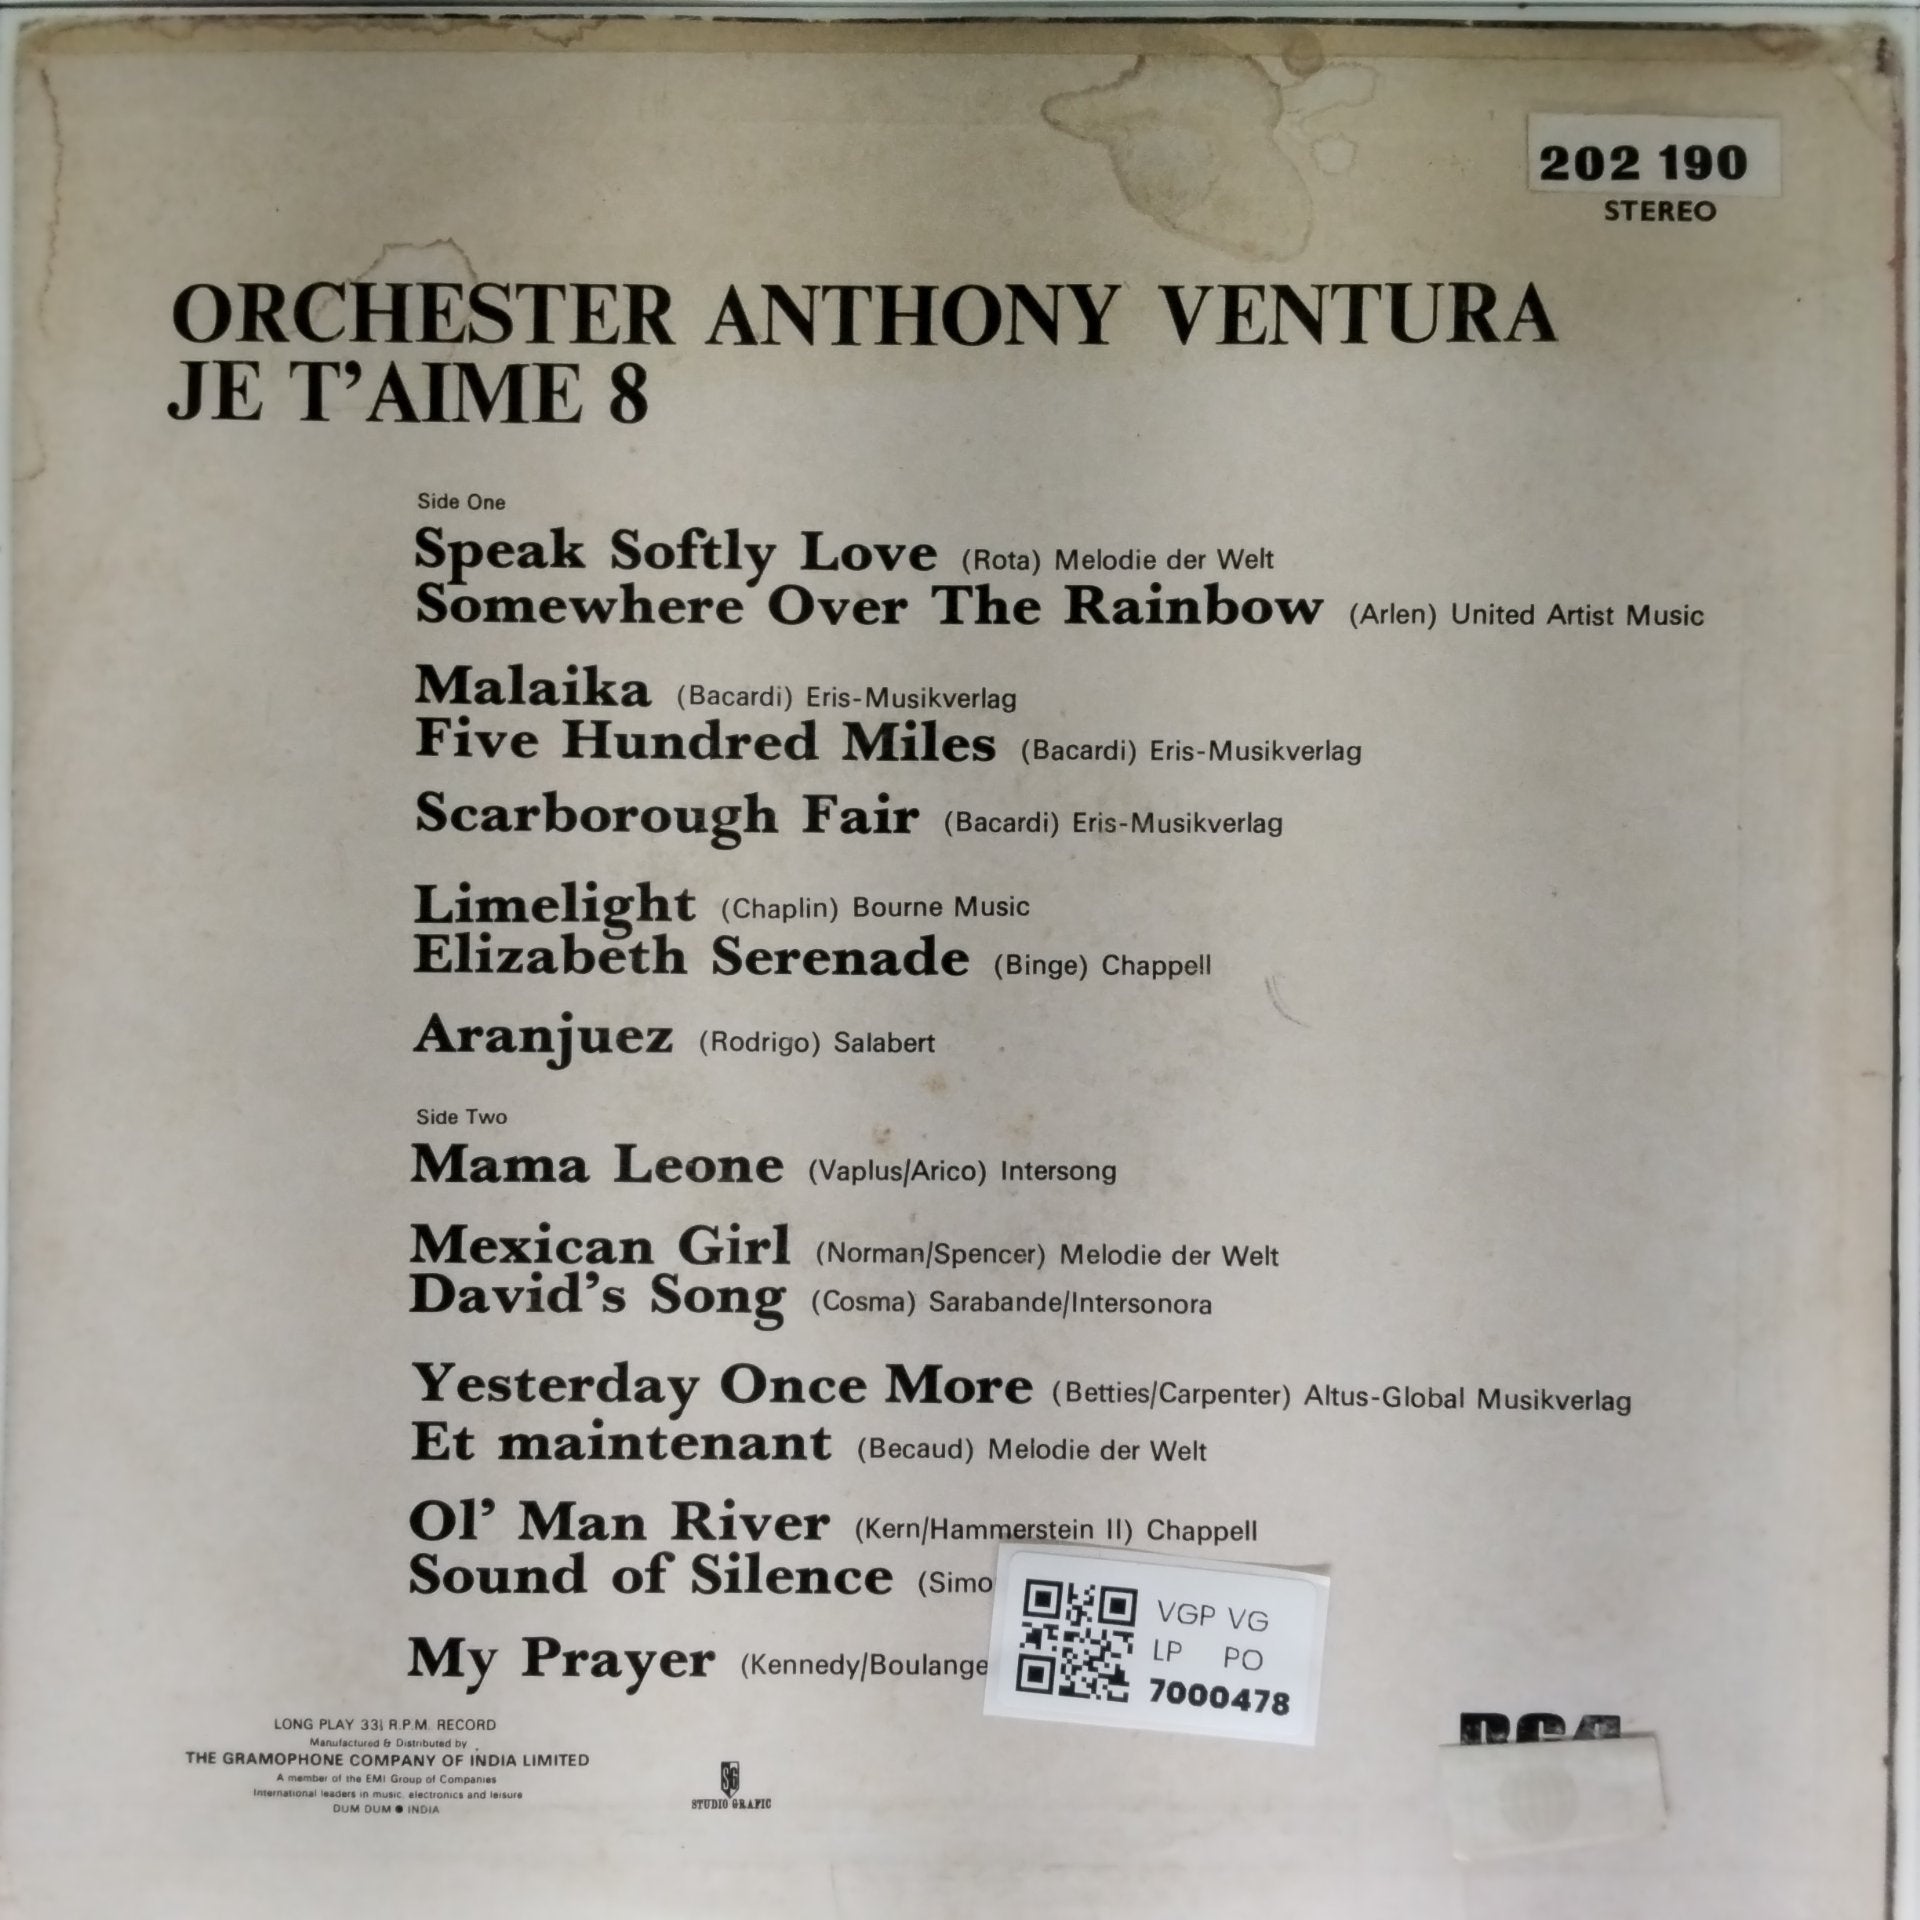 202 190
STEREO
ORCHESTER ANTHONY VENTURA
JE T'AIME 8
Side One
Speak Softly Love (Rota) Melodie der Welt
Somewhere Over The Rainbow (Arlen) United Artist Music
Malaika (Bacardi) Eris-Musikverlag
Five Hundred Miles (Bacardi) Eris-Musikverlag
Scarborough Fair (Bacardi) Eris-Musikverlag
Limelight (Chaplin) Bourne Music
Elizabeth Serenade (Binge) Chappell
Aranjuez (Rodrigo) Salabert
Side Two
Mama Leone (Vaplus/Arico) Intersong
Mexican Girl (Norman/Spencer) Melodie der Welt
David's Song (Cosma) Sarabande/Intersonora
Yesterday Once More (Betties/Carpenter) Altus-Global Musikverlag
Et maintenant (Becaud) Melodie der Welt
Ol' Man River (Kern/Hammerstein II) Chappell
Sound of Silence (Simo
My Prayer (Kennedy/Boulange
VGP VG
LP PO
7000478
LONG PLAY 33⅓ R.P.M. RECORD
Manufactured & Distributed by
THE GRAMOPHONE COMPANY OF INDIA LIMITED
A member of the EMI Group of Companies
International leaders in music, electronics and leisure
DUM DUM ● INDIA
SG
STUDIO GRAFIC
RCA